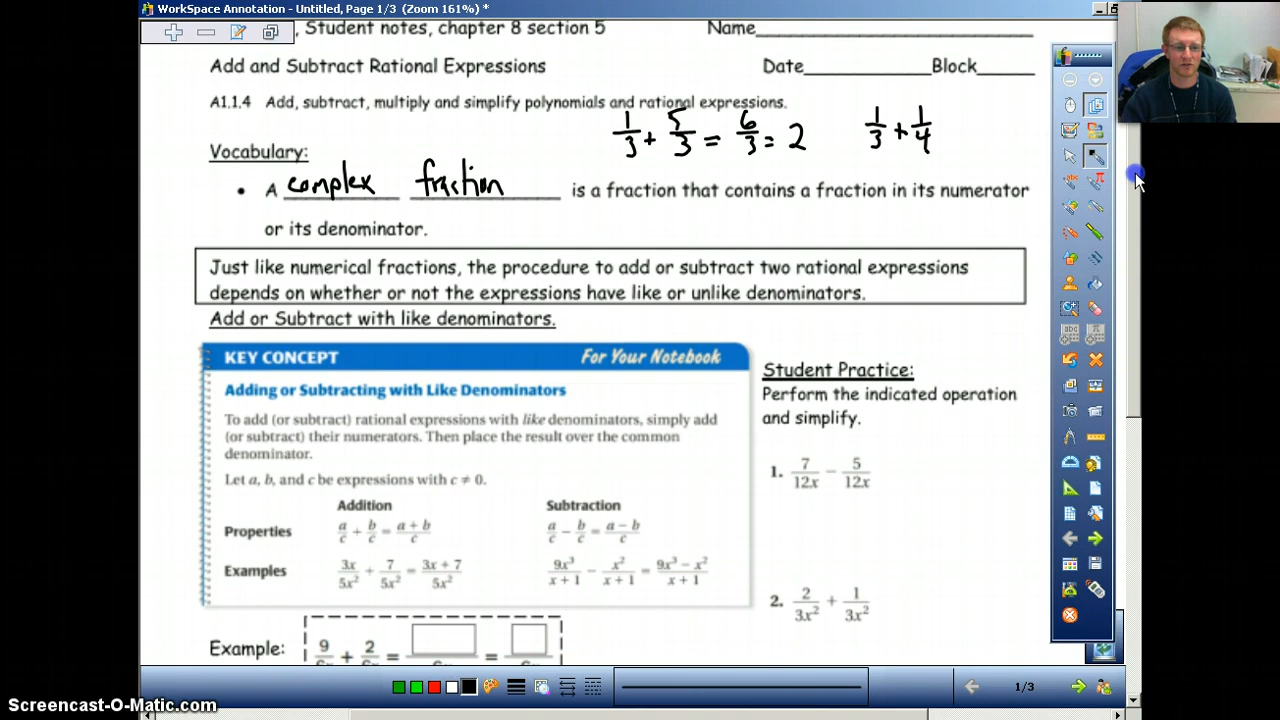 WorkSpace Annotation - Untitled, Page 1/3 (Zoom 161%) *
, Student notes, chapter 8 section 5 Name
Add and Subtract Rational Expressions Date Block
A1.1.4 Add, subtract, multiply and simplify polynomials and rational expressions.
1/3 + 5/3 = 6/3 = 2 1/3 + 1/4
Vocabulary:
• A complex fraction is a fraction that contains a fraction in its numerator
or its denominator.
Just like numerical fractions, the procedure to add or subtract two rational expressions
depends on whether or not the expressions have like or unlike denominators.
Add or Subtract with like denominators.
KEY CONCEPT For Your Notebook
Adding or Subtracting with Like Denominators
To add (or subtract) rational expressions with like denominators, simply add
(or subtract) their numerators. Then place the result over the common
denominator.
Let a, b, and c be expressions with c ≠ 0.
Addition Subtraction
Properties a/c + b/c = a + b/c a/c − b/c = a − b/c
Examples 3x/5x² + 7/5x² = 3x + 7/5x² 9x³/x + 1 − x²/x + 1 = 9x³ − x²/x + 1
Student Practice:
Perform the indicated operation
and simplify.
1. 7/12x − 5/12x
2. 2/3x² + 1/3x²
Example: 9 + 2 = =
abc π
1/3
Screencast-O-Matic.com